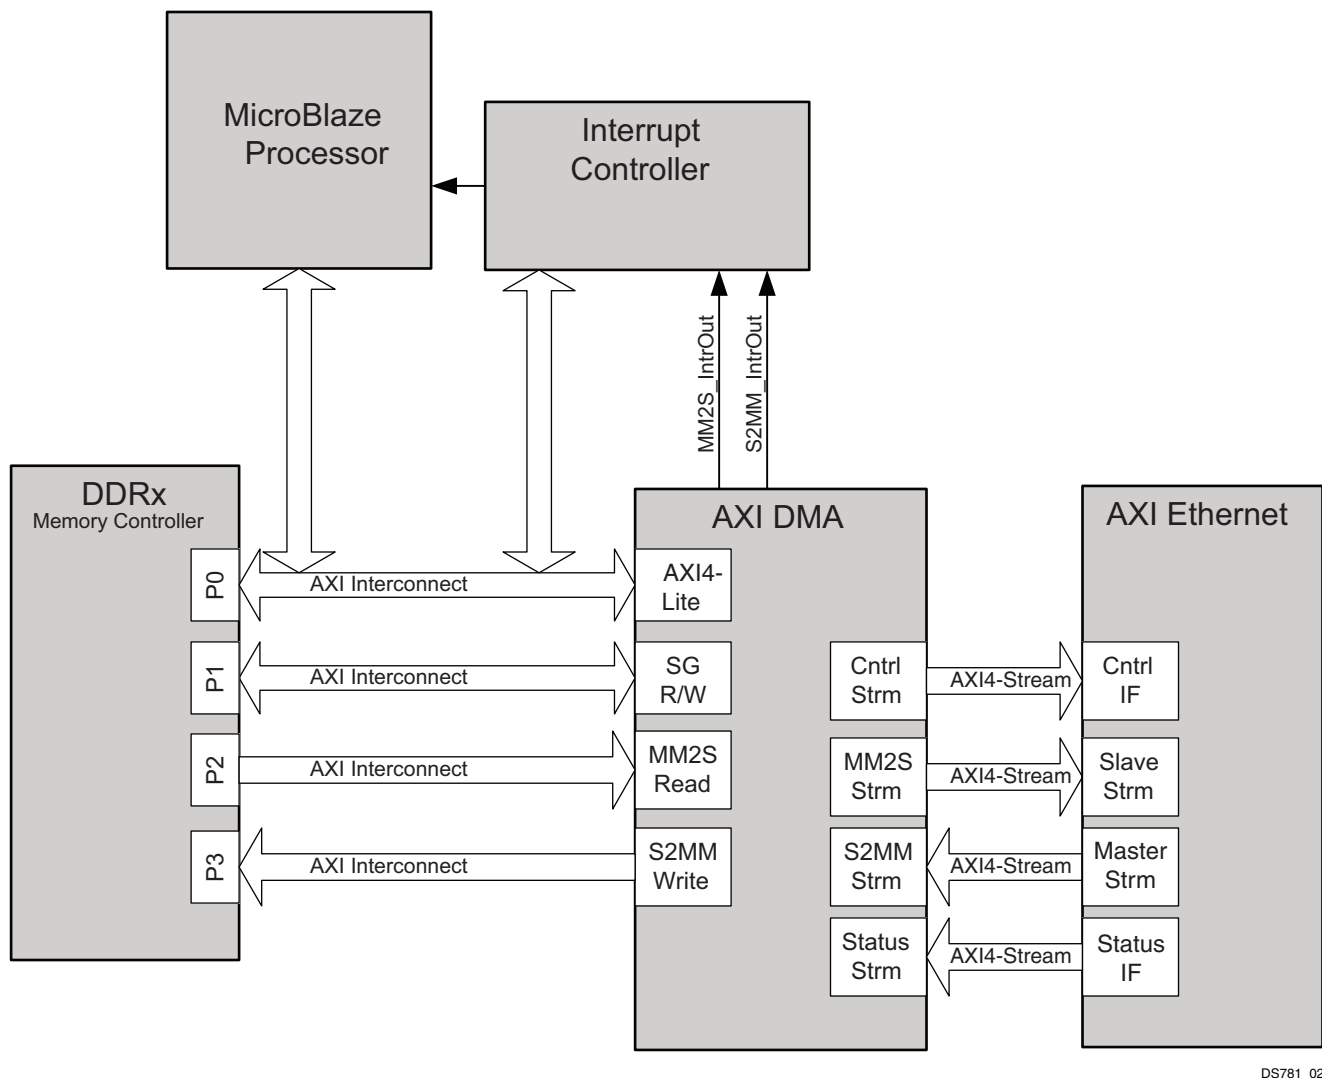 MicroBlaze
Processor
Interrupt
Controller
MM2S_IntrOut
S2MM_IntrOut
DDRx
Memory Controller
AXI DMA
AXI Ethernet
P0
AXI Interconnect
AXI4-
Lite
P1
AXI Interconnect
SG
R/W
Cntrl
Strm
AXI4-Stream
Cntrl
IF
P2
AXI Interconnect
MM2S
Read
MM2S
Strm
AXI4-Stream
Slave
Strm
P3
AXI Interconnect
S2MM
Write
S2MM
Strm
AXI4-Stream
Master
Strm
Status
Strm
AXI4-Stream
Status
IF
DS781_02